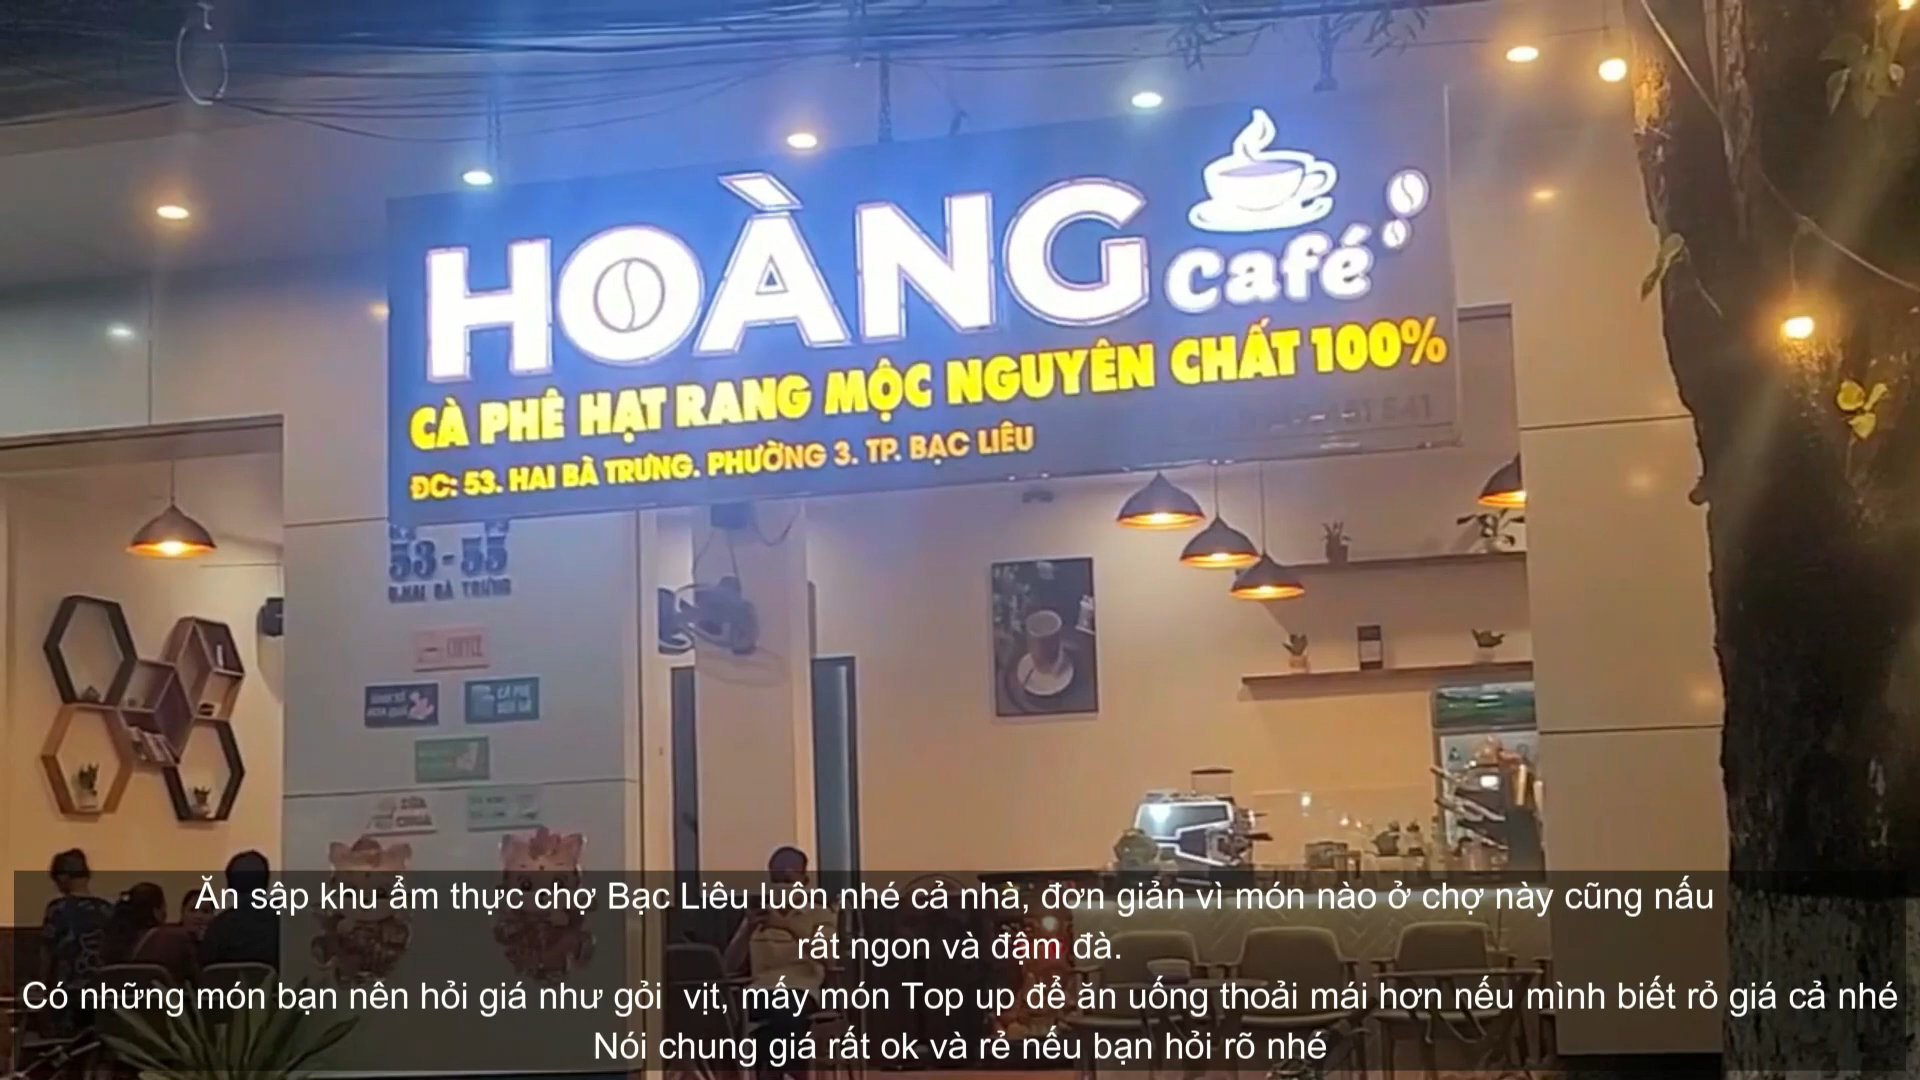 HOÀNG
café
CÀ PHÊ HẠT RANG MỘC NGUYÊN CHẤT 100%
ĐC: 53. HAI BÀ TRƯNG. PHƯỜNG 3. TP. BẠC LIÊU
53-55
Đ.HAI BÀ TRƯNG
COFFEE
Ăn sập khu ẩm thực chợ Bạc Liêu luôn nhé cả nhà, đơn giản vì món nào ở chợ này cũng nấu
rất ngon và đậm đà.
Có những món bạn nên hỏi giá như gỏi vịt, mấy món Top up để ăn uống thoải mái hơn nếu mình biết rỏ giá cả nhé
Nói chung giá rất ok và rẻ nếu bạn hỏi rõ nhé